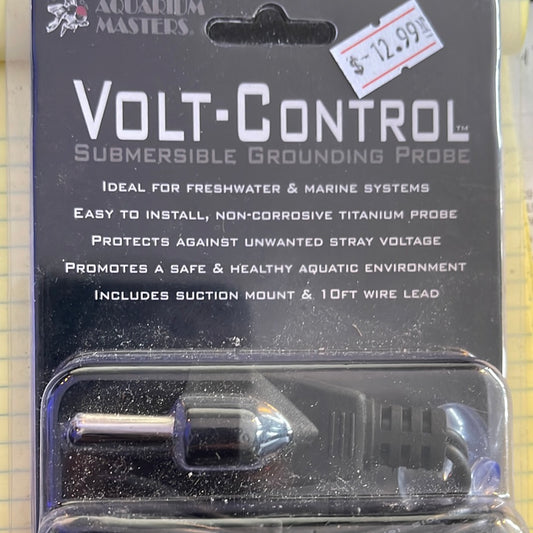 AQUARIUM
MASTERS®
$-12.99
VOLT-CONTROL™
SUBMERSIBLE GROUNDING PROBE
IDEAL FOR FRESHWATER & MARINE SYSTEMS
EASY TO INSTALL, NON-CORROSIVE TITANIUM PROBE
PROTECTS AGAINST UNWANTED STRAY VOLTAGE
PROMOTES A SAFE & HEALTHY AQUATIC ENVIRONMENT
INCLUDES SUCTION MOUNT & 10FT WIRE LEAD